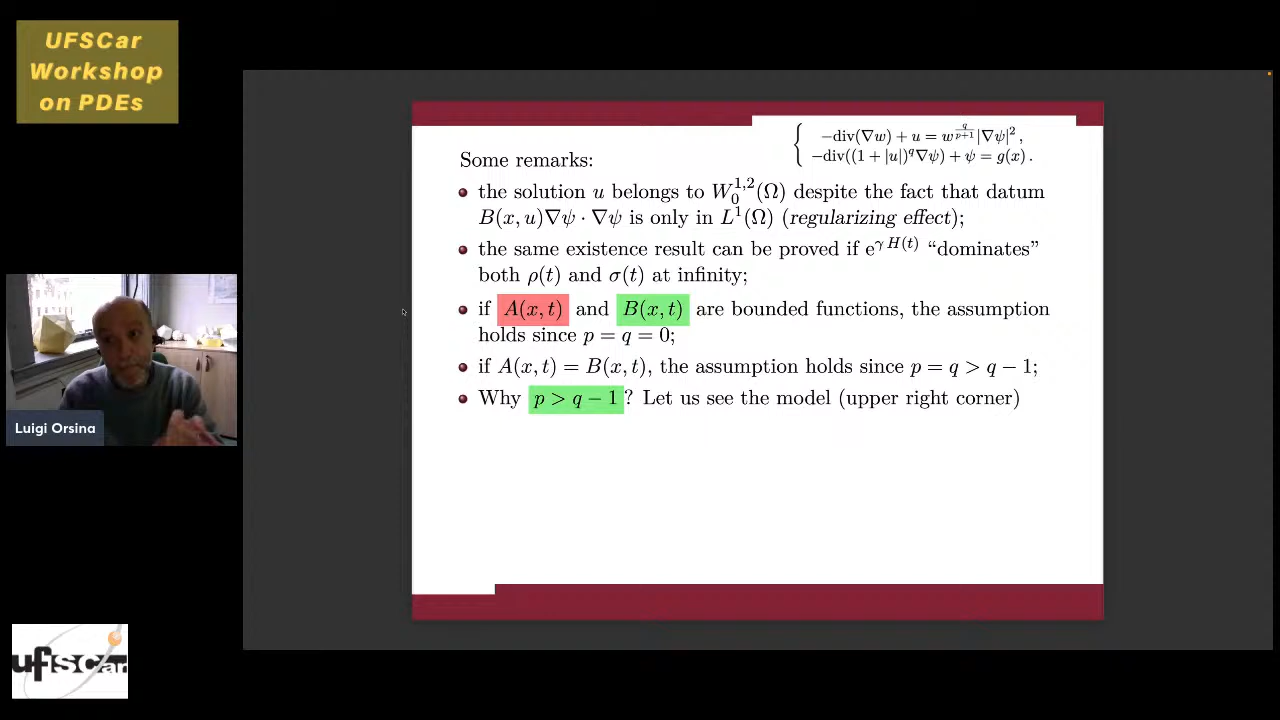 UFSCar
Workshop
on PDEs
{ −div(∇w) + u = w^{q/(p+1)} |∇ψ|²,
−div((1 + |u|)^q ∇ψ) + ψ = g(x).
Some remarks:
the solution u belongs to W_0^{1,2}(Ω) despite the fact that datum
B(x, u)∇ψ · ∇ψ is only in L¹(Ω) (regularizing effect);
the same existence result can be proved if e^{γ H(t)} “dominates”
both ρ(t) and σ(t) at infinity;
if A(x, t) and B(x, t) are bounded functions, the assumption
holds since p = q = 0;
if A(x, t) = B(x, t), the assumption holds since p = q > q − 1;
Why p > q − 1? Let us see the model (upper right corner)
Luigi Orsina
ufscar